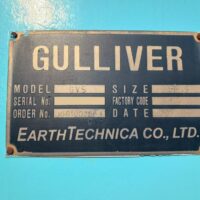 GULLIVER
MODEL SIZE
SERIAL No. FACTORY CODE
ORDER No. DATE
EARTHTECHNICA CO., LTD.